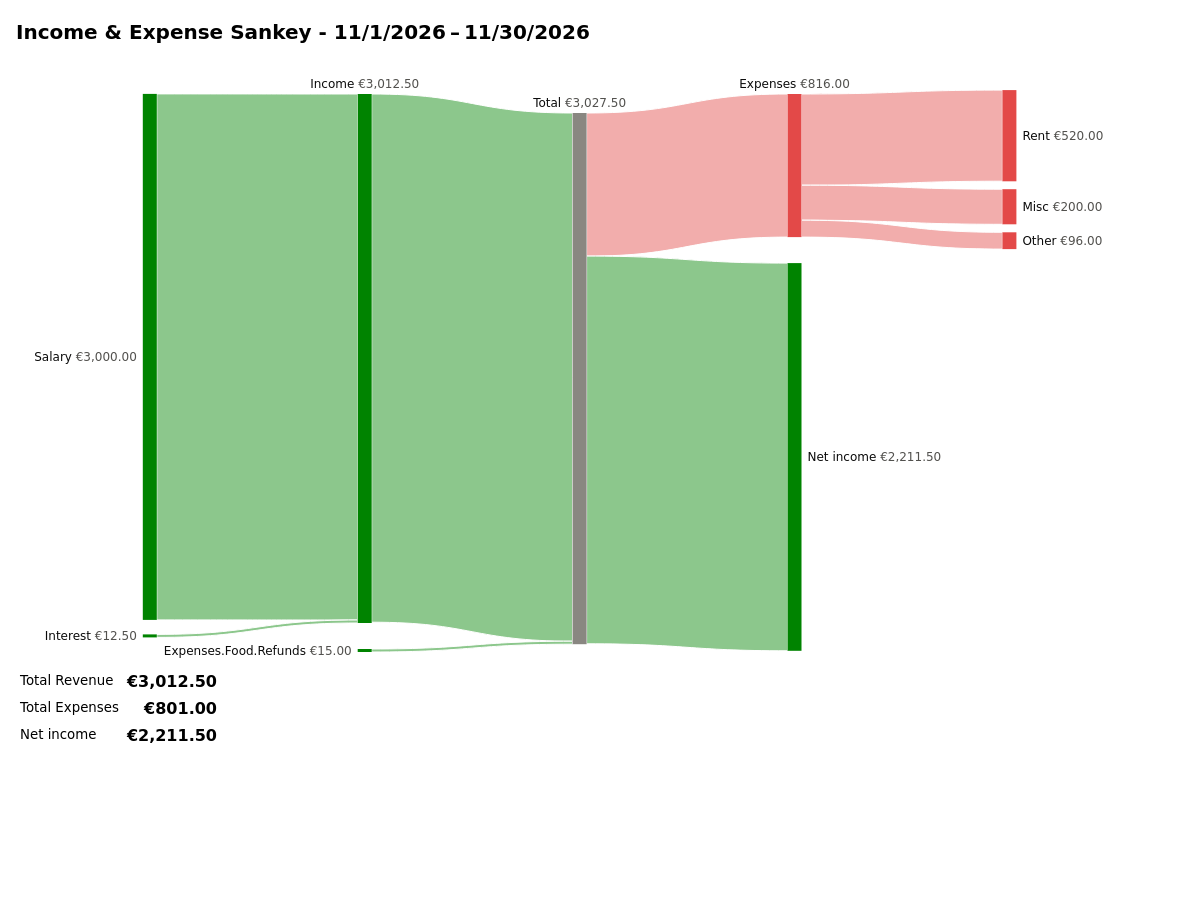 Income & Expense Sankey - 11/1/2026 – 11/30/2026
Income €3,012.50
Expenses €816.00
Total €3,027.50
Rent €520.00
Misc €200.00
Other €96.00
Salary €3,000.00
Net income €2,211.50
Interest €12.50
Expenses.Food.Refunds €15.00
Total Revenue €3,012.50
Total Expenses €801.00
Net income €2,211.50